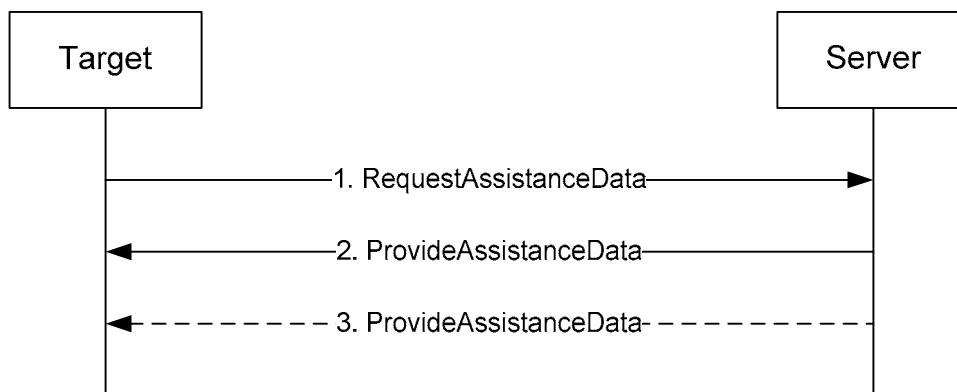 Target
Server
1. RequestAssistanceData
2. ProvideAssistanceData
3. ProvideAssistanceData